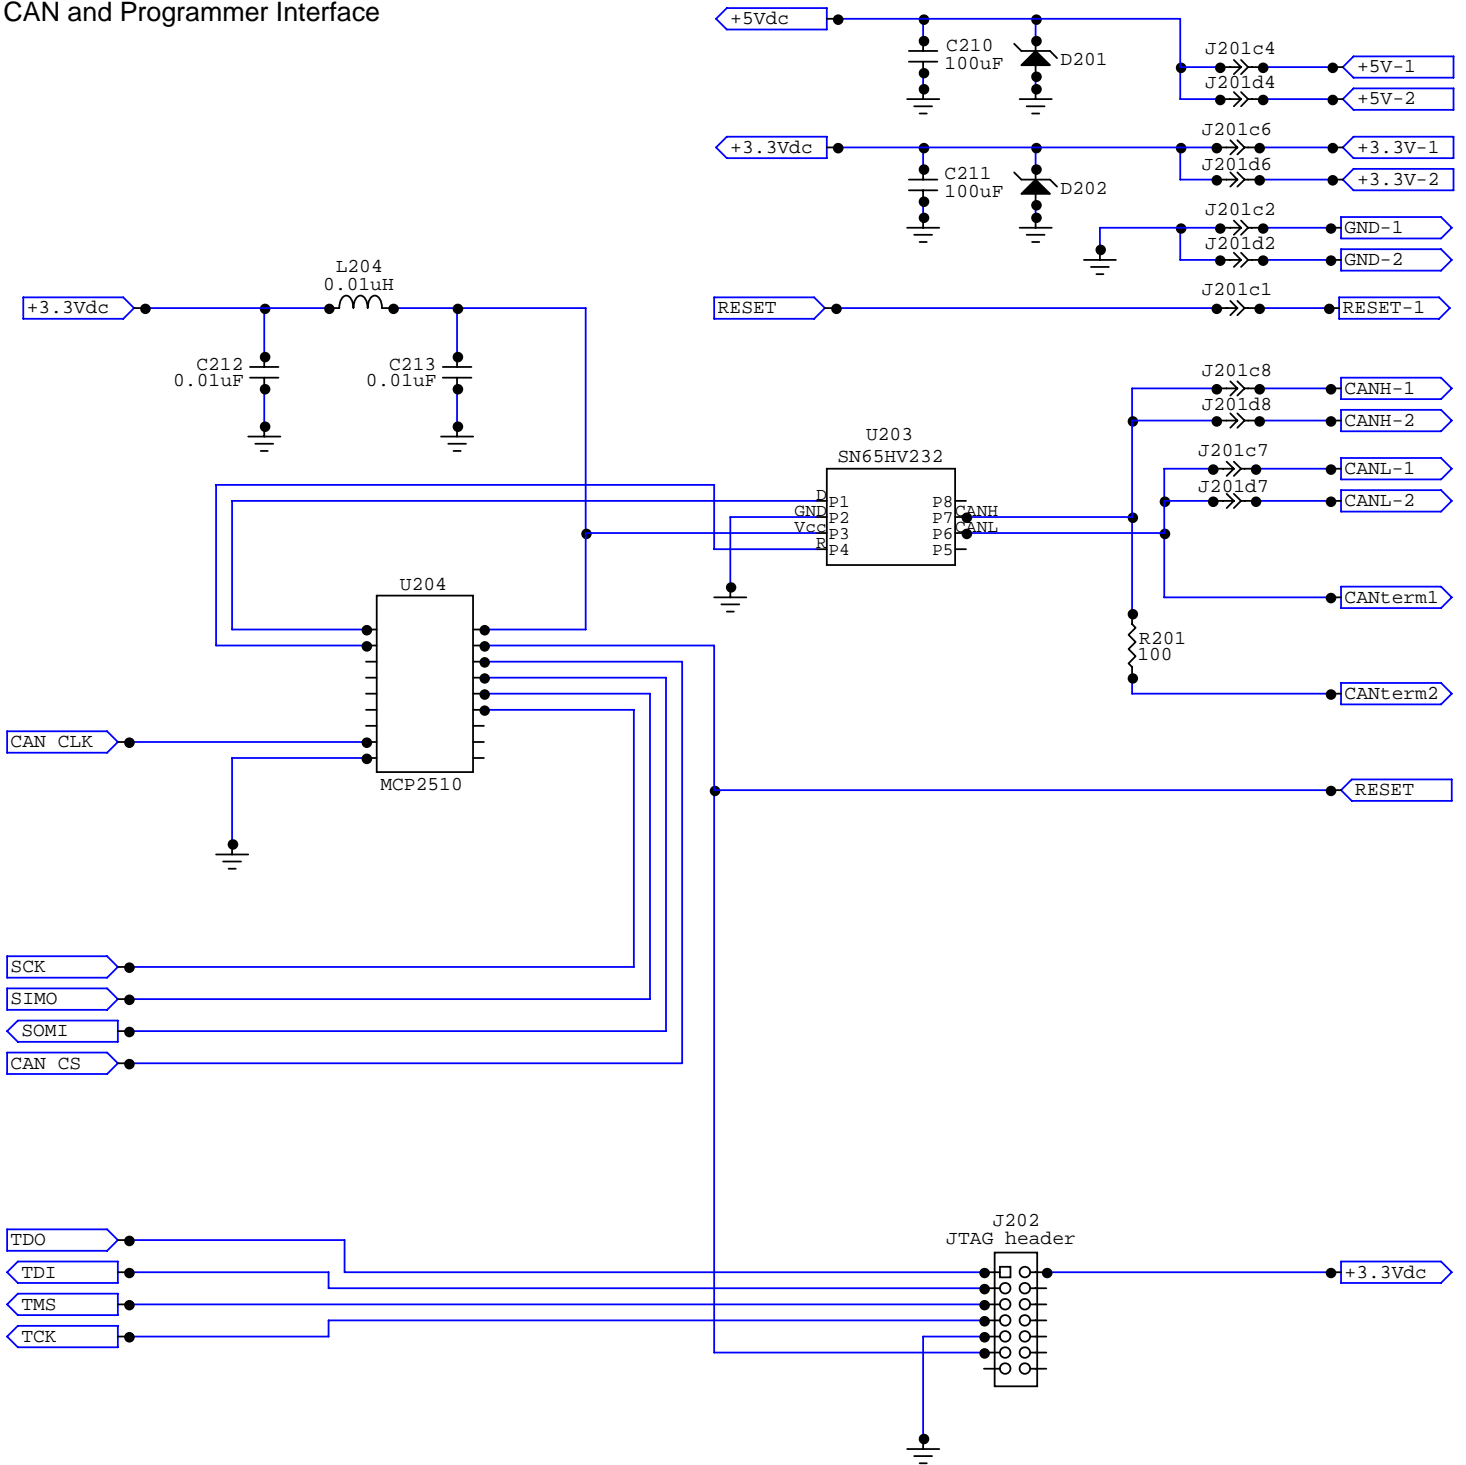 CAN and Programmer Interface
+5Vdc
C210
100uF
D201
J201c4
+5V-1
J201d4
+5V-2
+3.3Vdc
C211
100uF
D202
J201c6
+3.3V-1
J201d6
+3.3V-2
J201c2
GND-1
J201d2
GND-2
RESET
J201c1
RESET-1
+3.3Vdc
L204
0.01uH
C212
0.01uF
C213
0.01uF
J201c8
CANH-1
J201d8
CANH-2
J201c7
CANL-1
J201d7
CANL-2
U203
SN65HV232
D P1 P8
GND P2 P7 CANH
Vcc P3 P6 CANL
R P4 P5
CANterm1
R201
100
CANterm2
U204
MCP2510
CAN CLK
RESET
SCK
SIMO
SOMI
CAN CS
TDO
TDI
TMS
TCK
J202
JTAG header
+3.3Vdc